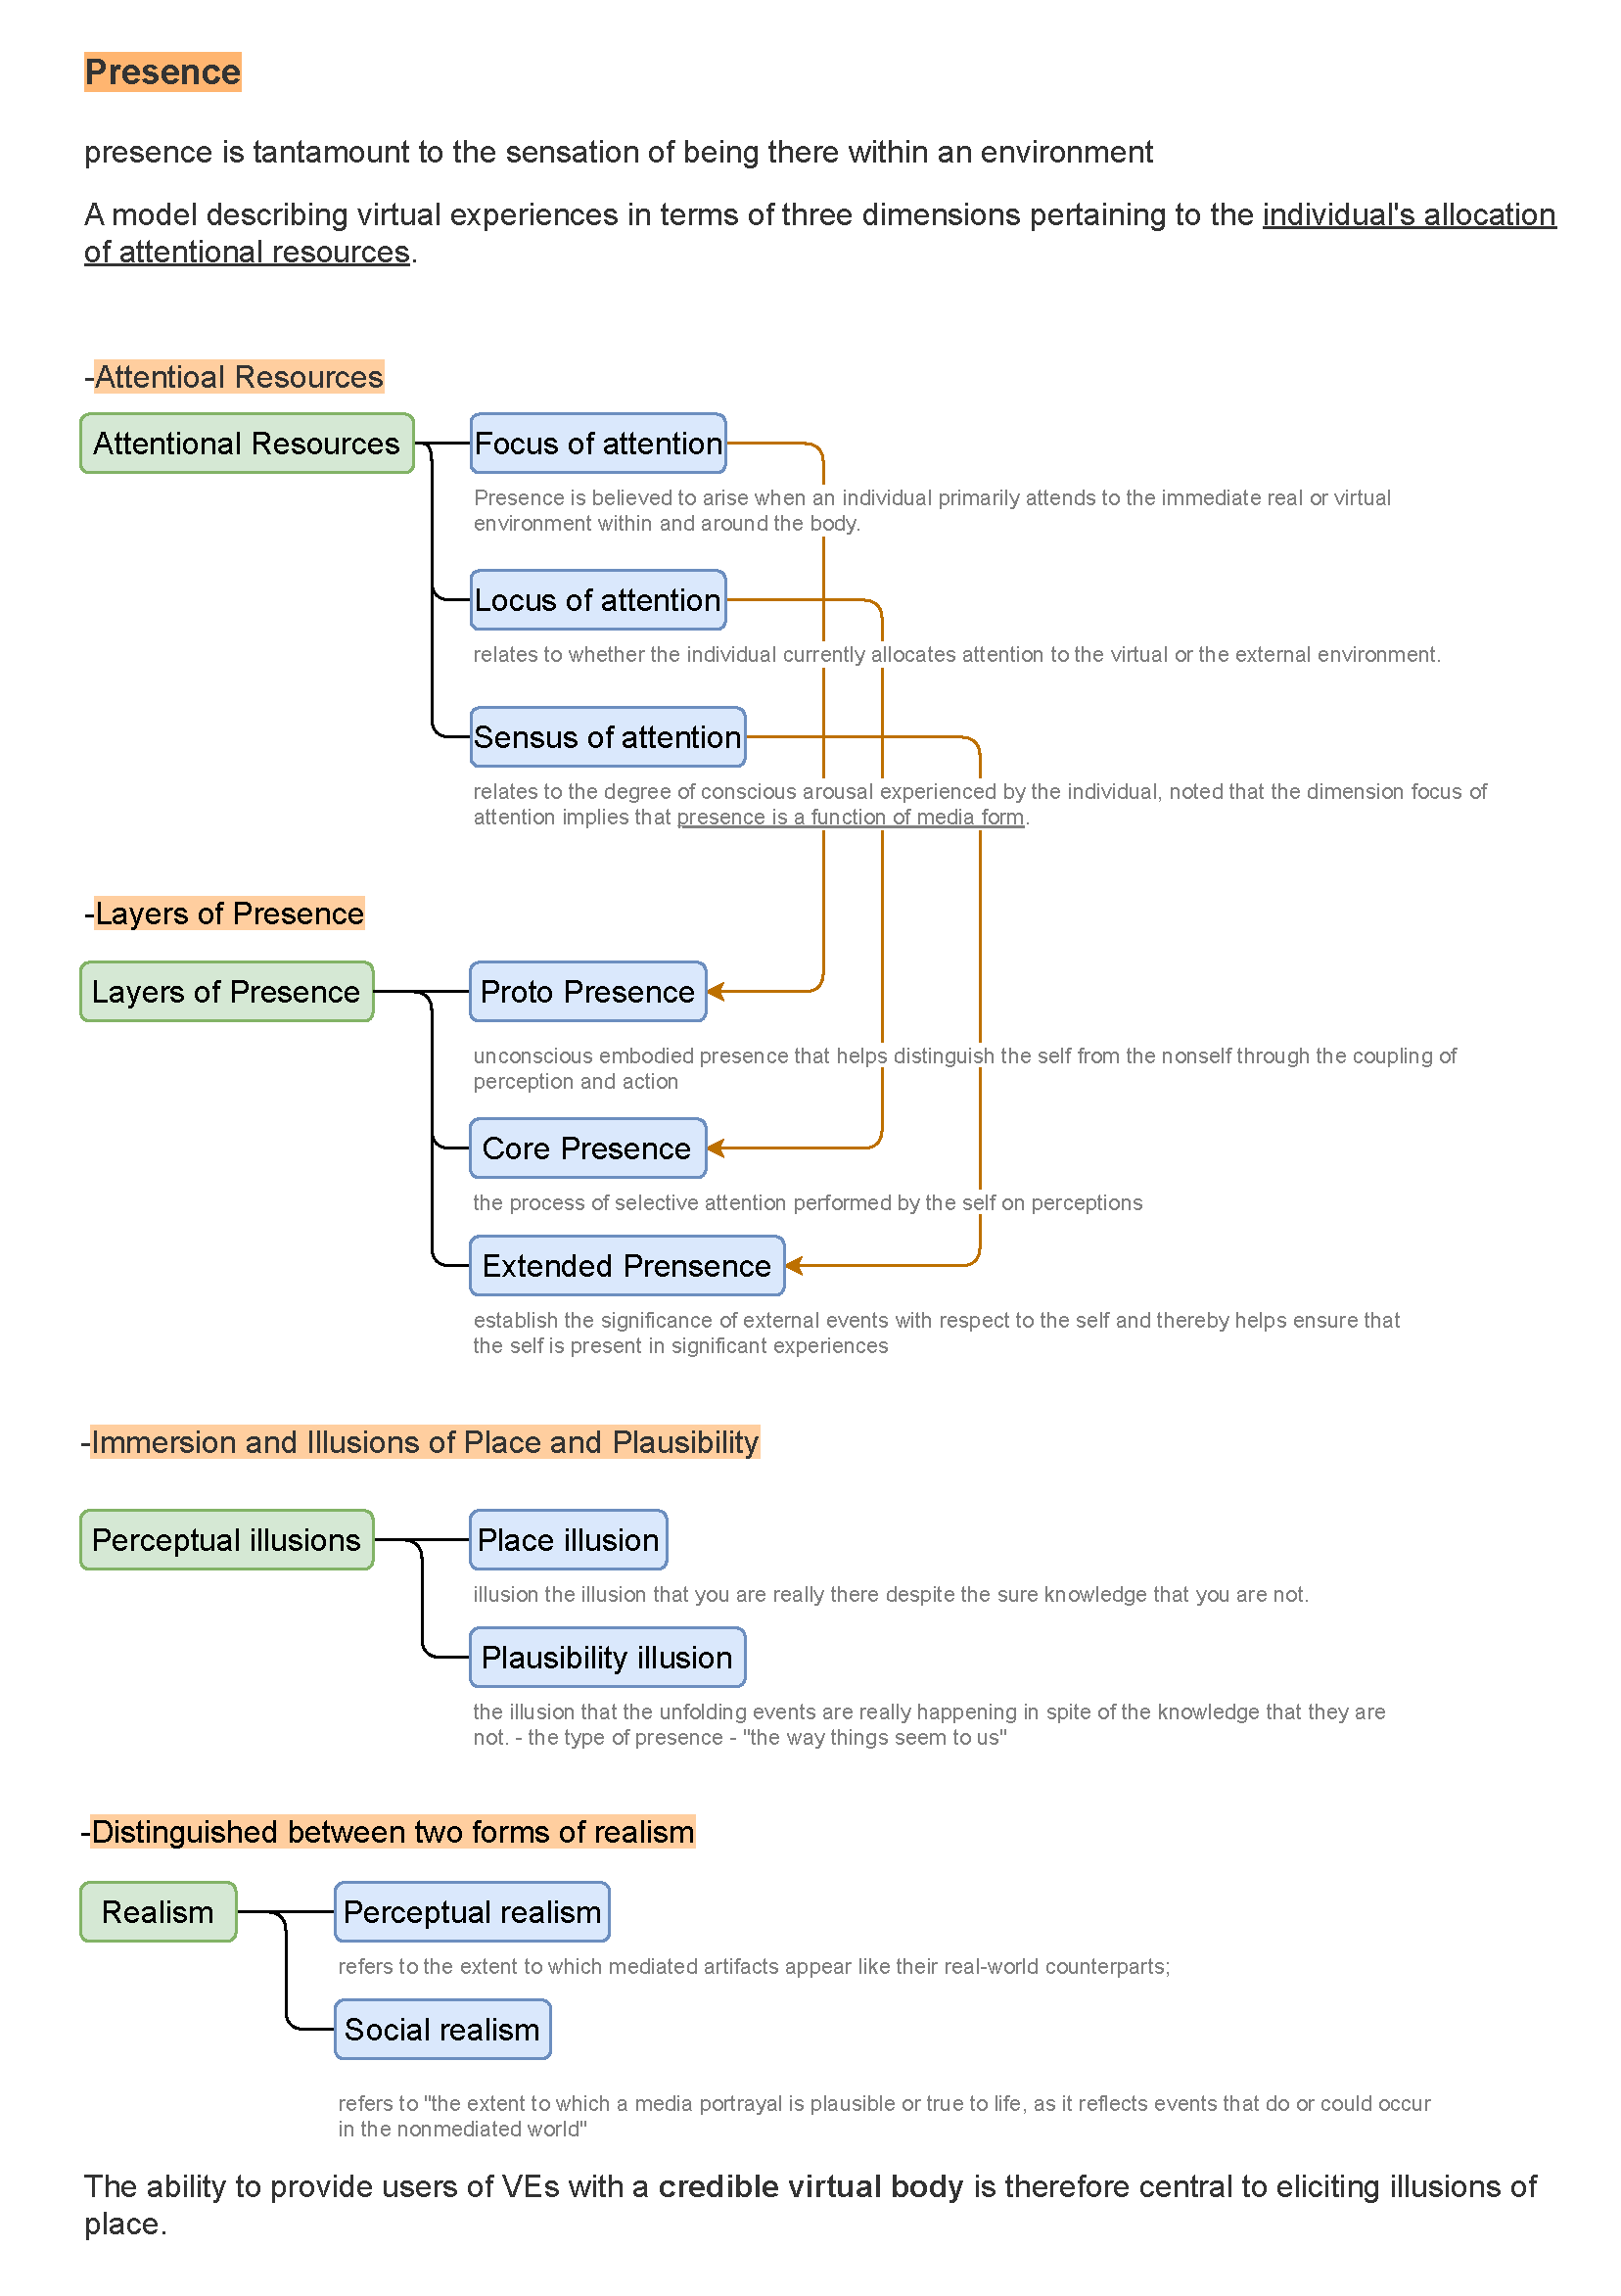 Presence
presence is tantamount to the sensation of being there within an environment
A model describing virtual experiences in terms of three dimensions pertaining to the individual's allocation
of attentional resources.
-Attentioal Resources
Attentional Resources
Focus of attention
Presence is believed to arise when an individual primarily attends to the immediate real or virtual
environment within and around the body.
Locus of attention
relates to whether the individual currently allocates attention to the virtual or the external environment.
Sensus of attention
relates to the degree of conscious arousal experienced by the individual, noted that the dimension focus of
attention implies that presence is a function of media form.
-Layers of Presence
Layers of Presence
Proto Presence
unconscious embodied presence that helps distinguish the self from the nonself through the coupling of
perception and action
Core Presence
the process of selective attention performed by the self on perceptions
Extended Prensence
establish the significance of external events with respect to the self and thereby helps ensure that
the self is present in significant experiences
-Immersion and Illusions of Place and Plausibility
Perceptual illusions
Place illusion
illusion the illusion that you are really there despite the sure knowledge that you are not.
Plausibility illusion
the illusion that the unfolding events are really happening in spite of the knowledge that they are
not. - the type of presence - "the way things seem to us"
-Distinguished between two forms of realism
Realism
Perceptual realism
refers to the extent to which mediated artifacts appear like their real-world counterparts;
Social realism
refers to "the extent to which a media portrayal is plausible or true to life, as it reflects events that do or could occur
in the nonmediated world"
The ability to provide users of VEs with a credible virtual body is therefore central to eliciting illusions of
place.